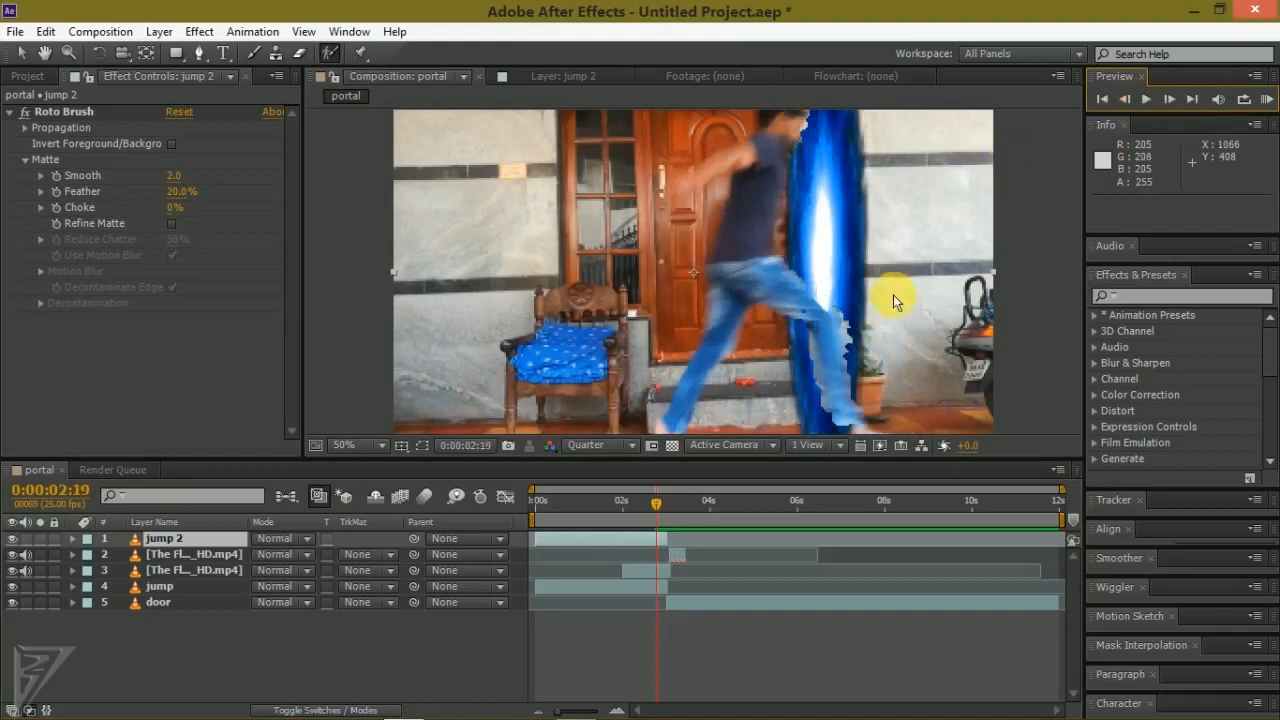 Ae Adobe After Effects - Untitled Project.aep *
File Edit Composition Layer Effect Animation View Window Help
T Workspace: All Panels Search Help
Project Effect Controls: jump 2 Composition: portal Layer: jump 2 Footage: (none) Flowchart: (none) Preview
portal • jump 2 portal
fx Roto Brush Reset Abou
Propagation
Invert Foreground/Backgro
Matte
Smooth 2.0
Feather 20.0%
Choke 0%
Refine Matte
Reduce Chatter 50%
Use Motion Blur
Motion Blur
Decontaminate Edge
Decontamination
Info
R: 205 X: 1066
G: 208 Y: 408
B: 205
A: 255
Audio
Effects & Presets
* Animation Presets
3D Channel
Audio
Blur & Sharpen
Channel
Color Correction
Distort
Expression Controls
Film Emulation
Generate
50% 0:00:02:19 Quarter Active Camera 1 View +0.0
portal Render Queue
0:00:02:19
00069 (25.00 fps)
:00s 02s 04s 06s 08s 10s 12s
# Layer Name Mode T TrkMat Parent
1 jump 2 Normal None
2 [The Fl..._HD.mp4] Normal None None
3 [The Fl..._HD.mp4] Normal None None
4 jump Normal None None
5 door Normal None None
Toggle Switches / Modes
Tracker
Align
Smoother
Wiggler
Motion Sketch
Mask Interpolation
Paragraph
Character